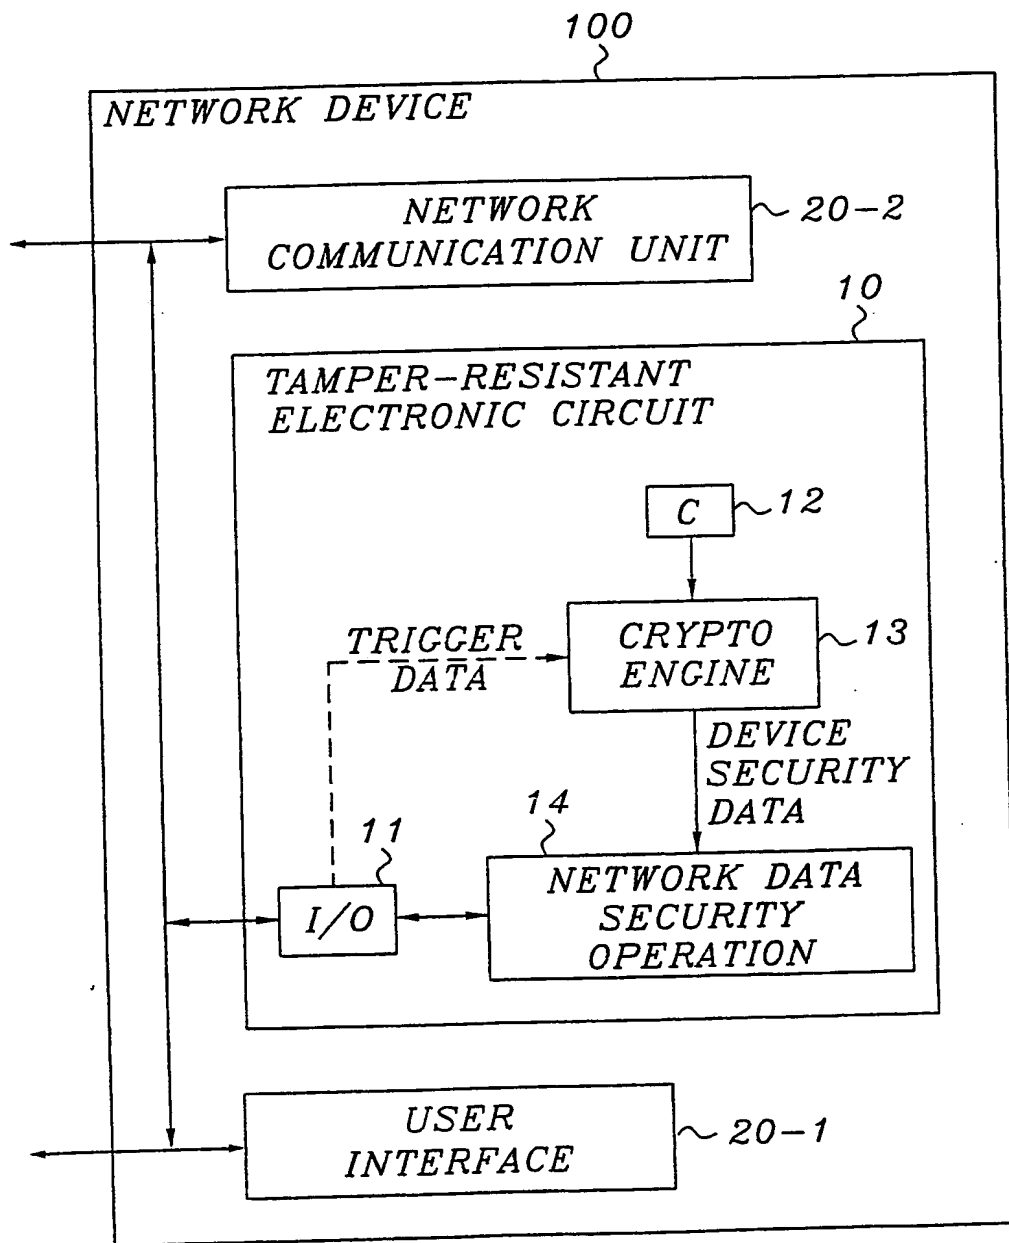 100
NETWORK DEVICE
NETWORK
COMMUNICATION UNIT
20-2
10
TAMPER-RESISTANT
ELECTRONIC CIRCUIT
C
12
TRIGGER
DATA
CRYPTO
ENGINE
13
DEVICE
SECURITY
DATA
14
11
I/O
NETWORK DATA
SECURITY
OPERATION
USER
INTERFACE
20-1